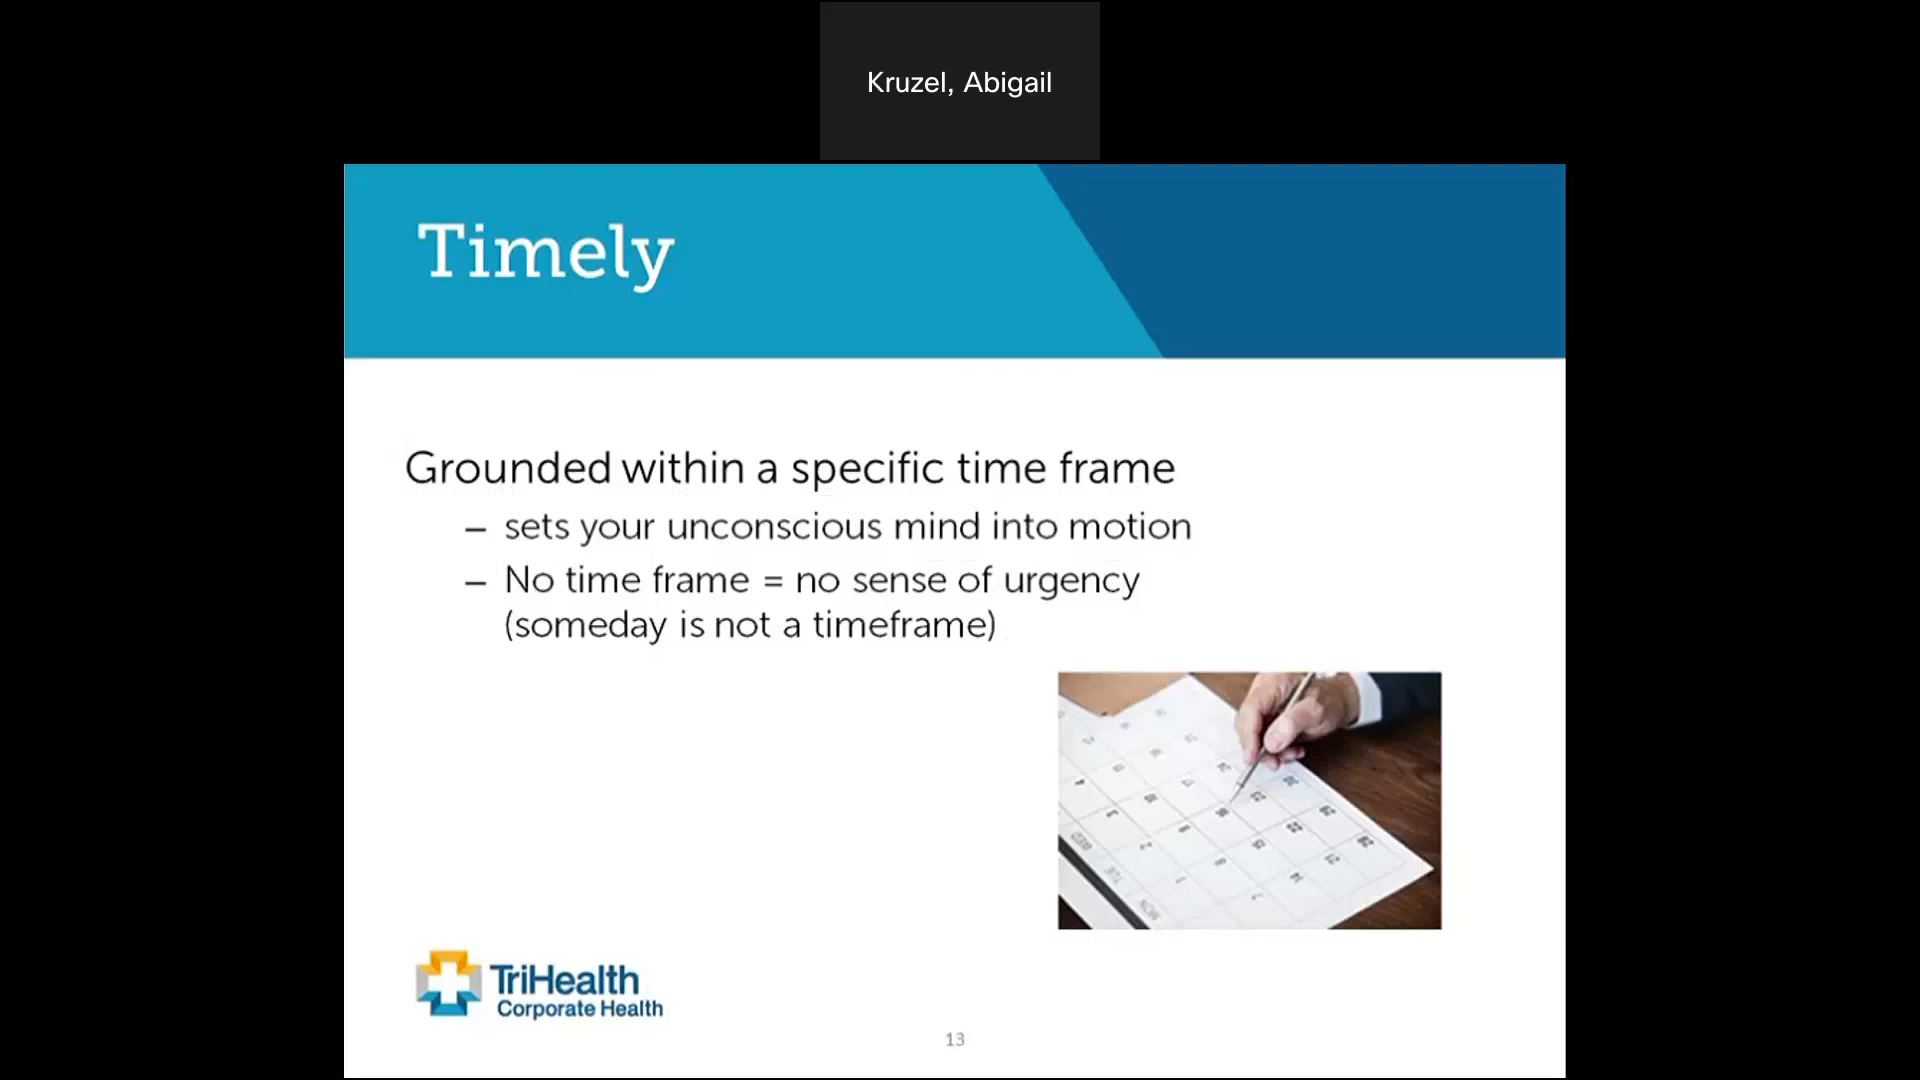 Kruzel, Abigail
Timely
Grounded within a specific time frame
– sets your unconscious mind into motion
– No time frame = no sense of urgency
(someday is not a timeframe)
TriHealth
Corporate Health
13